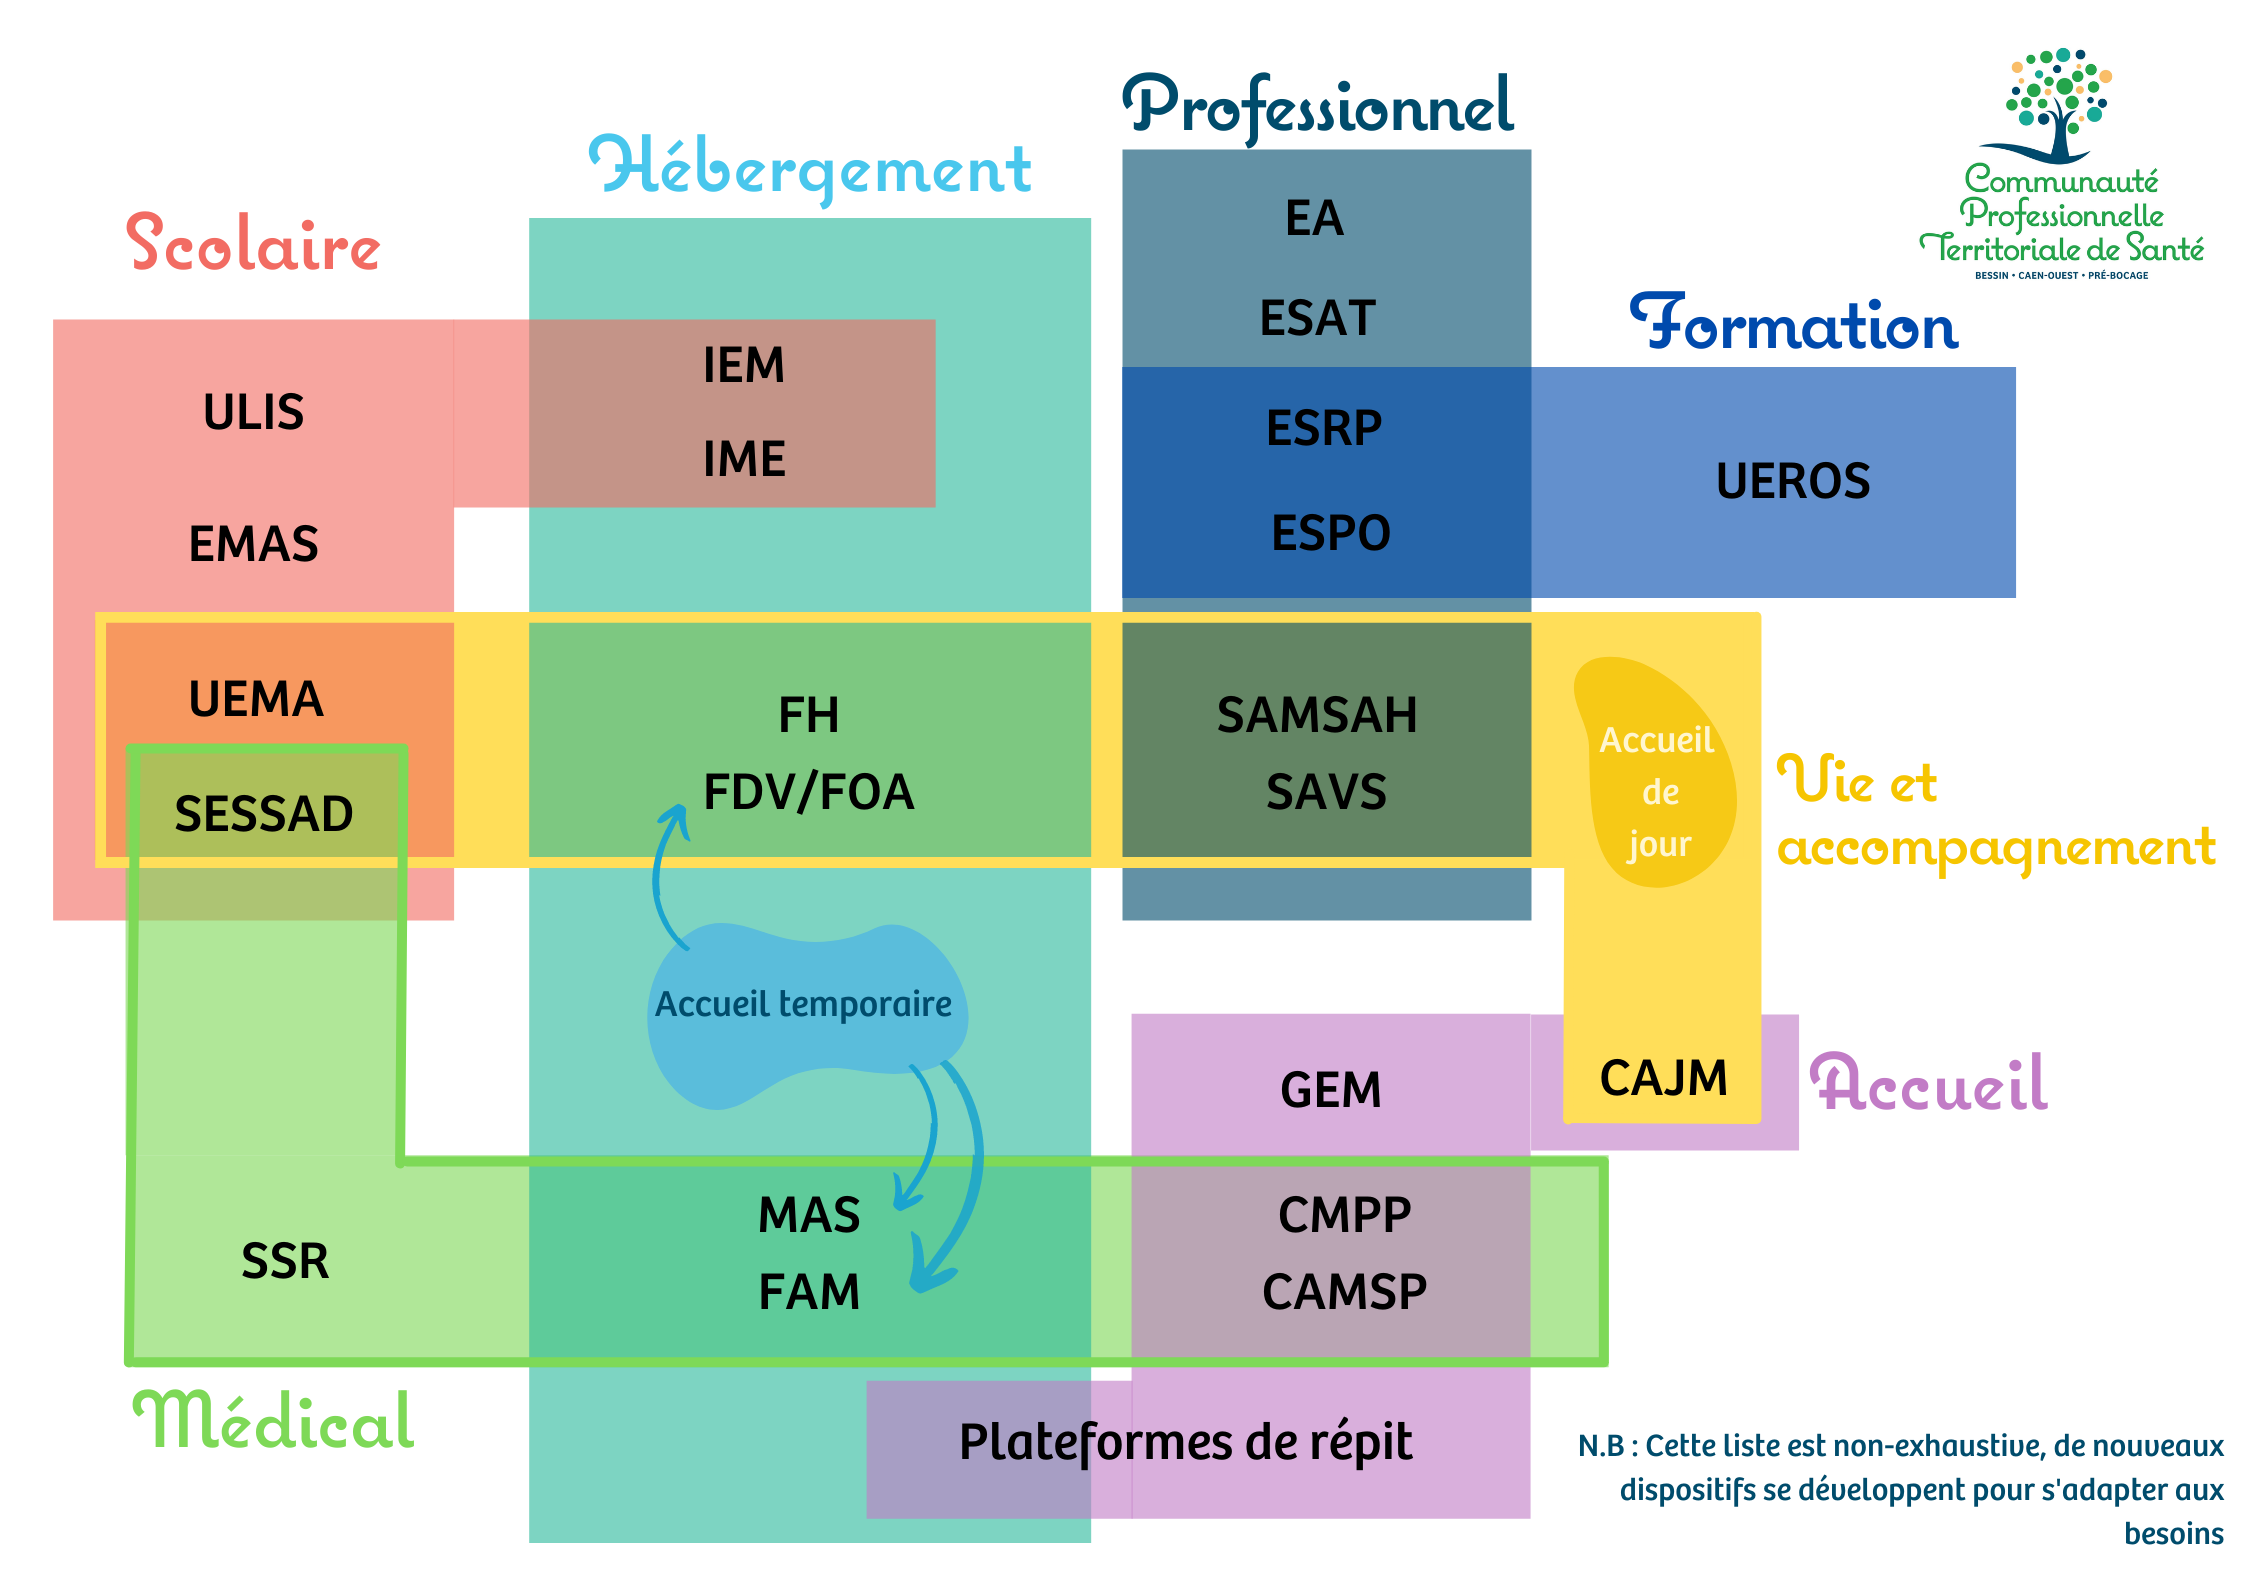 Professionnel
Hébergement
Scolaire
Communauté
Professionnelle
Territoriale de Santé
BESSIN • CAEN-OUEST • PRÉ-BOCAGE
Formation
EA
ESAT
IEM
IME
ULIS
EMAS
ESRP
ESPO
UEROS
UEMA
SESSAD
FH
FDV/FOA
SAMSAH
SAVS
Accueil
de
jour
Vie et
accompagnement
Accueil temporaire
GEM
CAJM
Accueil
SSR
MAS
FAM
CMPP
CAMSP
Médical
Plateformes de répit
N.B : Cette liste est non-exhaustive, de nouveaux
dispositifs se développent pour s'adapter aux
besoins